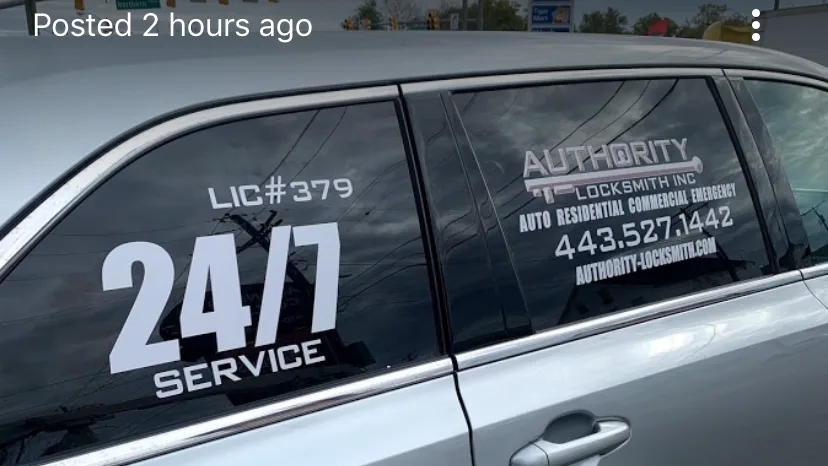 Posted 2 hours ago
LIC#379
24/7
SERVICE
AUTHORITY
LOCKSMITH INC
AUTO RESIDENTIAL COMMERCIAL EMERGENCY
443.527.1442
AUTHORITY-LOCKSMITH.COM